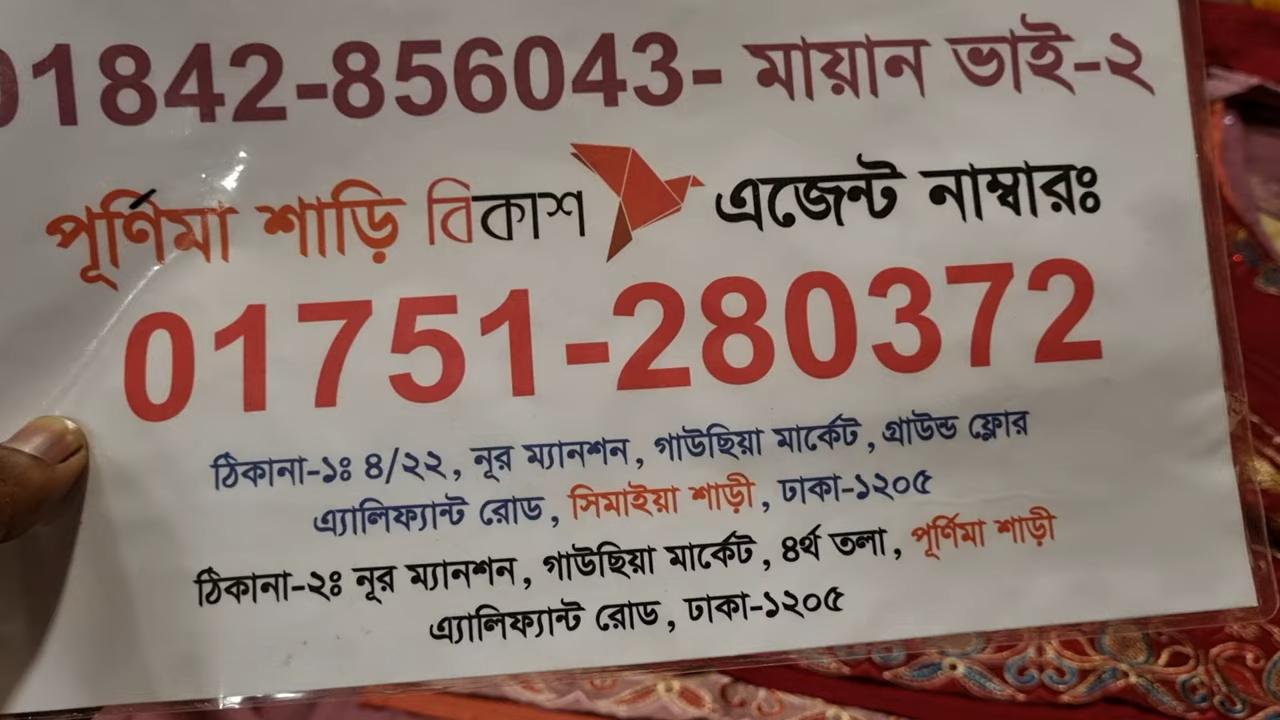 01842-856043- মায়ান ভাই-২
পূর্ণিমা শাড়ি বিকাশ এজেন্ট নাম্বারঃ
01751-280372
ঠিকানা-১ঃ ৪/২২, নূর ম্যানশন, গাউছিয়া মার্কেট, গ্রাউন্ড ফ্লোর
এ্যালিফ্যান্ট রোড, সিমাইয়া শাড়ী, ঢাকা-১২০৫
ঠিকানা-২ঃ নূর ম্যানশন, গাউছিয়া মার্কেট, ৪র্থ তলা, পূর্ণিমা শাড়ী
এ্যালিফ্যান্ট রোড, ঢাকা-১২০৫